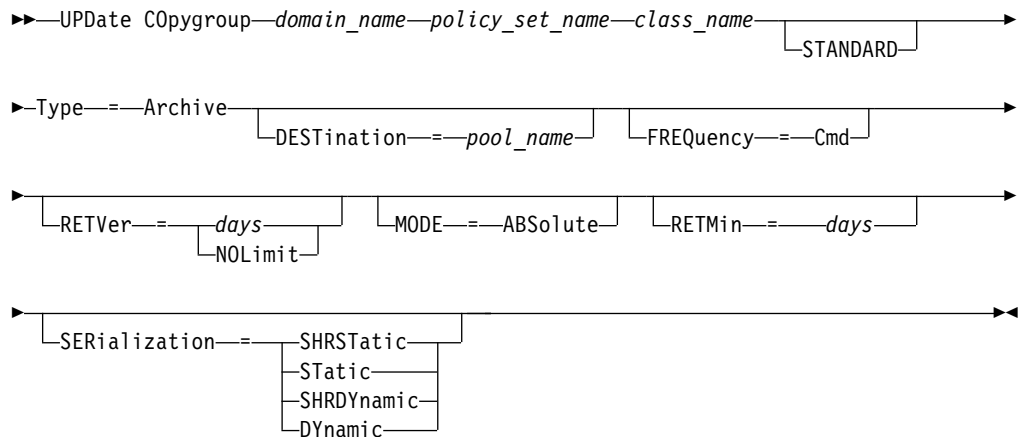 UPDate COpygroup domain_name policy_set_name class_name
STANDARD
Type = Archive
DESTination = pool_name
FREQuency = Cmd
RETVer = days
NOLimit
MODE = ABSolute
RETMin = days
SERialization = SHRSTatic
STatic
SHRDYnamic
DYnamic